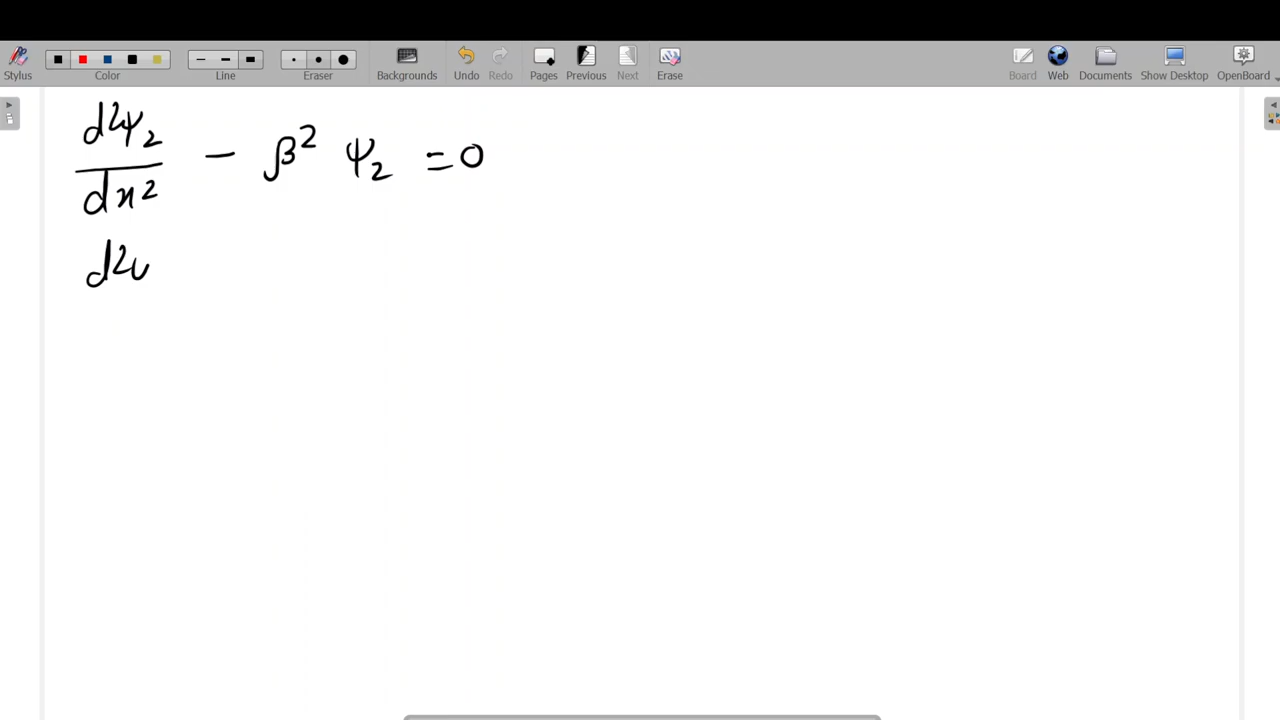 Stylus Color Line Eraser Backgrounds Undo Redo Pages Previous Next Erase Board Web Documents Show Desktop OpenBoard
d²ψ₂/dx² − β² ψ₂ = 0
d²